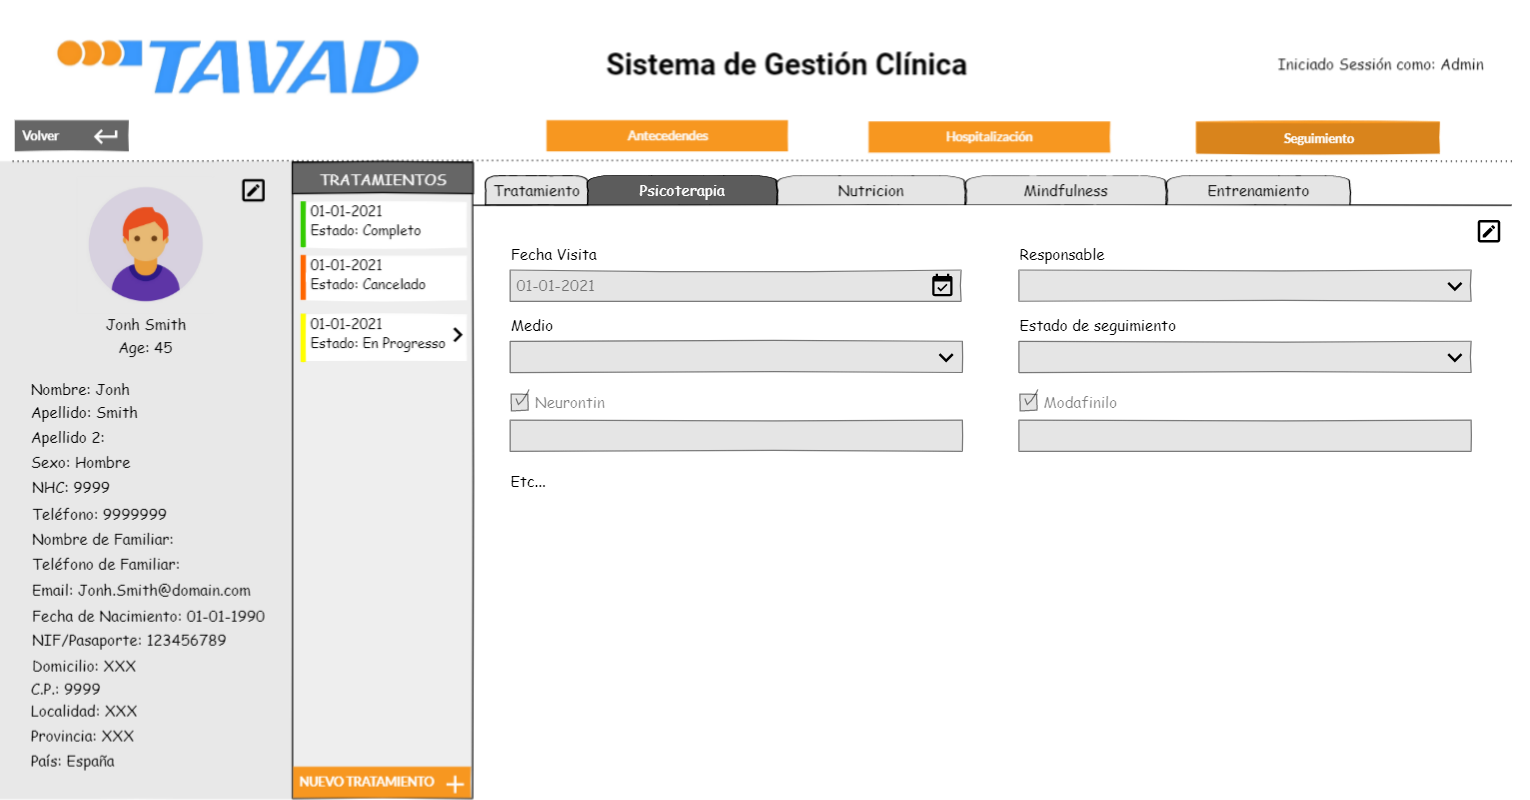 TAVAD
Sistema de Gestión Clínica
Iniciado Sessión como: Admin
Volver
Antecedendes
Hospitalización
Seguimiento
Jonh Smith
Age: 45
Nombre: Jonh
Apellido: Smith
Apellido 2:
Sexo: Hombre
NHC: 9999
Teléfono: 9999999
Nombre de Familiar:
Teléfono de Familiar:
Email: Jonh.Smith@domain.com
Fecha de Nacimiento: 01-01-1990
NIF/Pasaporte: 123456789
Domicilio: XXX
C.P.: 9999
Localidad: XXX
Provincia: XXX
País: España
TRATAMIENTOS
01-01-2021
Estado: Completo
01-01-2021
Estado: Cancelado
01-01-2021
Estado: En Progresso
NUEVO TRATAMIENTO
Tratamiento
Psicoterapia
Nutricion
Mindfulness
Entrenamiento
Fecha Visita
01-01-2021
Responsable
Medio
Estado de seguimiento
Neurontin
Modafinilo
Etc...